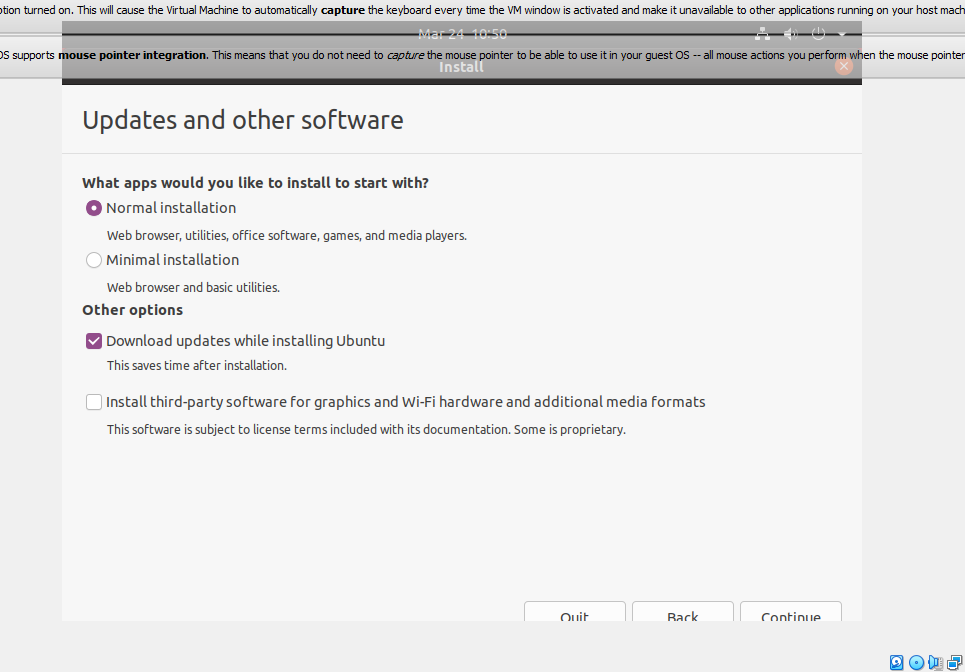 ption turned on. This will cause the Virtual Machine to automatically capture the keyboard every time the VM window is activated and make it unavailable to other applications running on your host mach
Mar 24 10:50
OS supports mouse pointer integration. This means that you do not need to capture the mouse pointer to be able to use it in your guest OS -- all mouse actions you perform when the mouse pointer
Install
Updates and other software
What apps would you like to install to start with?
Normal installation
Web browser, utilities, office software, games, and media players.
Minimal installation
Web browser and basic utilities.
Other options
Download updates while installing Ubuntu
This saves time after installation.
Install third-party software for graphics and Wi-Fi hardware and additional media formats
This software is subject to license terms included with its documentation. Some is proprietary.
Quit Back Continue